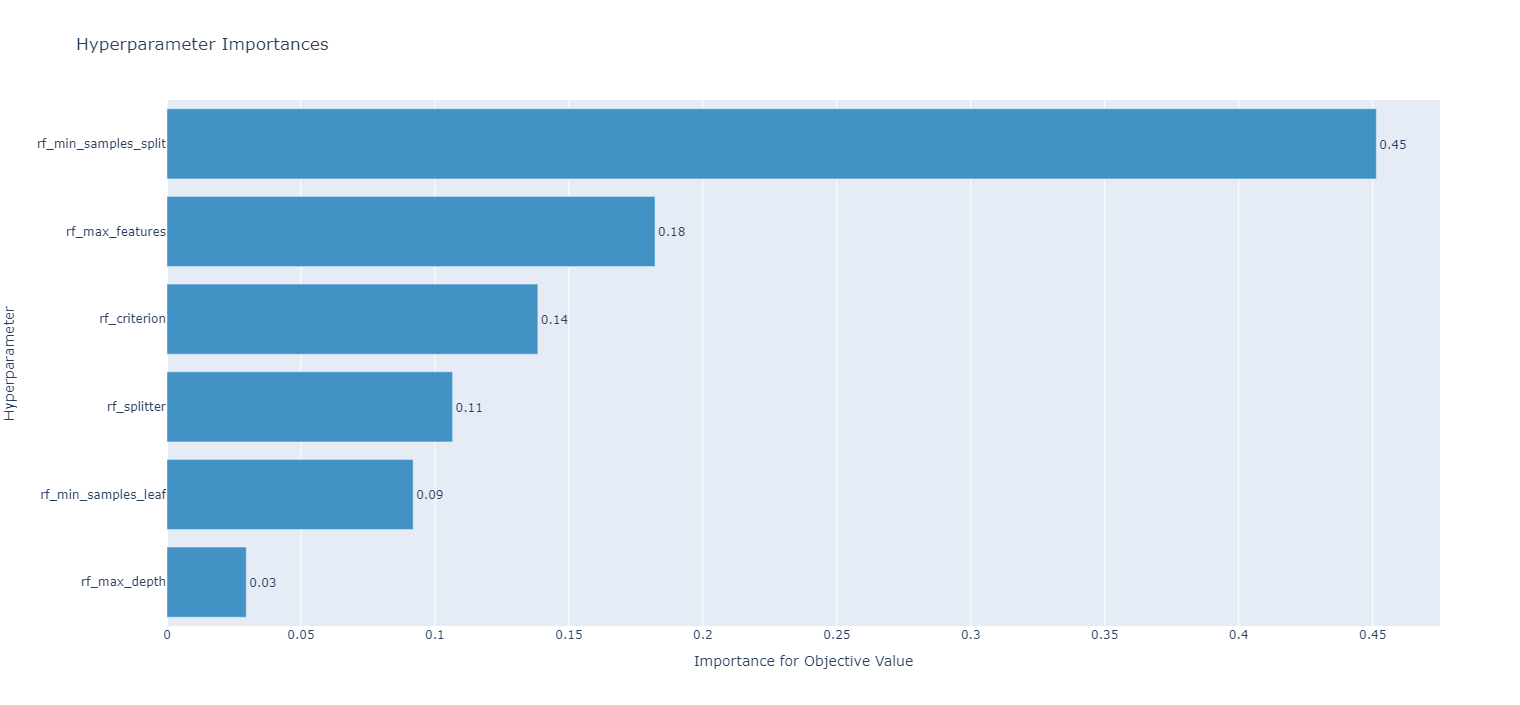 Hyperparameter Importances
rf_min_samples_split
0.45
rf_max_features
0.18
rf_criterion
0.14
rf_splitter
0.11
rf_min_samples_leaf
0.09
rf_max_depth
0.03
Hyperparameter
0 0.05 0.1 0.15 0.2 0.25 0.3 0.35 0.4 0.45
Importance for Objective Value